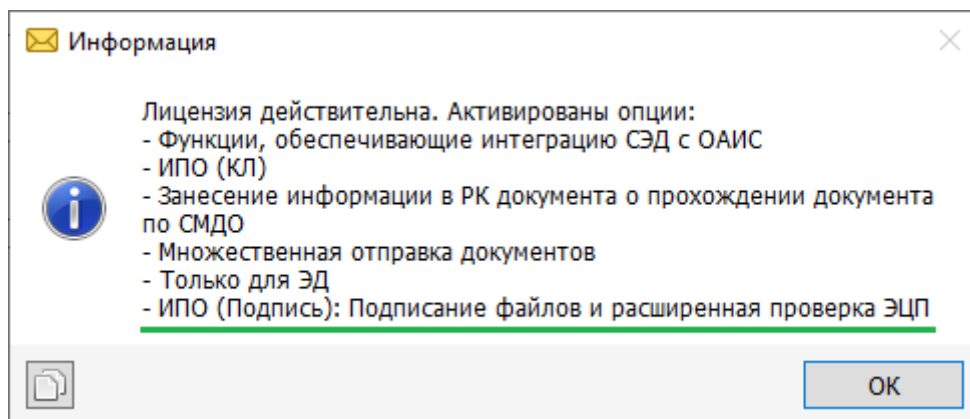 Информация
Лицензия действительна. Активированы опции:
- Функции, обеспечивающие интеграцию СЭД с ОАИС
- ИПО (КЛ)
- Занесение информации в РК документа о прохождении документа
по СМДО
- Множественная отправка документов
- Только для ЭД
- ИПО (Подпись): Подписание файлов и расширенная проверка ЭЦП
ОК